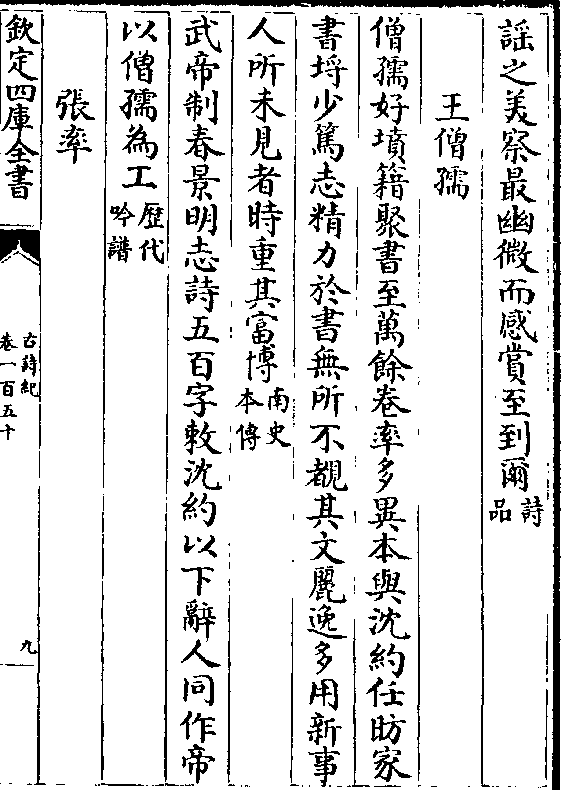 謡之美察最幽微而感賞至到爾詩品
王僧孺
僧孺好墳籍聚書至萬餘卷率多異本與沈約任昉家
書埒少篤志精力於書無所不覩其文麗逸多用新事
人所未見者時重其富博南史本傳
武帝制春景明志詩五百字敕沈約以下辭人同作帝
以僧孺為工歷代吟譜
張率
欽定四庫全書
古詩紀
卷一百五十
九